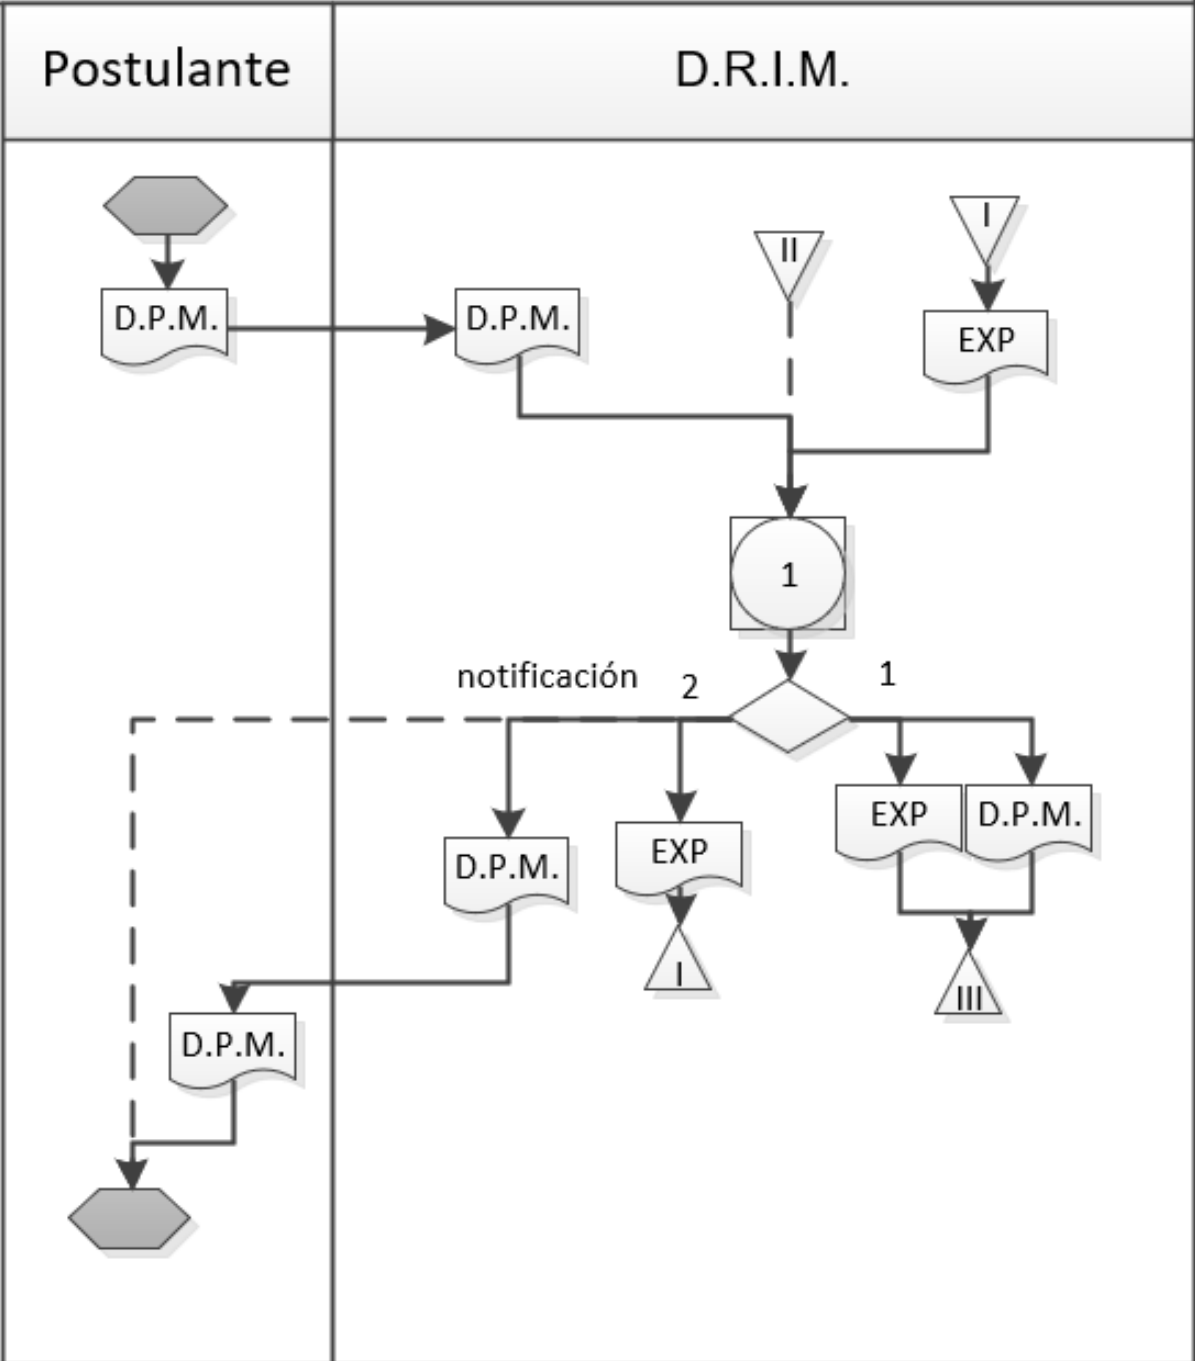 Postulante
D.R.I.M.
I
II
D.P.M.
D.P.M.
EXP
1
notificación
2
1
EXP
D.P.M.
EXP
D.P.M.
I
III
D.P.M.